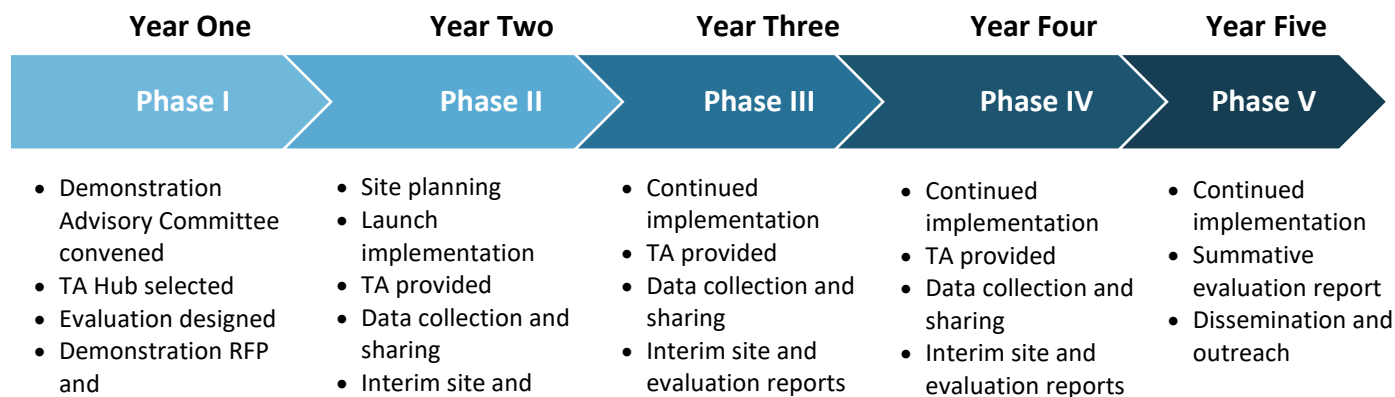 Year One
Year Two
Year Three
Year Four
Year Five
Phase I
Phase II
Phase III
Phase IV
Phase V
• Demonstration
Advisory Committee
convened
• TA Hub selected
• Evaluation designed
• Demonstration RFP
and
• Site planning
• Launch
implementation
• TA provided
• Data collection and
sharing
• Interim site and
• Continued
implementation
• TA provided
• Data collection and
sharing
• Interim site and
evaluation reports
• Continued
implementation
• TA provided
• Data collection and
sharing
• Interim site and
evaluation reports
• Continued
implementation
• Summative
evaluation report
• Dissemination and
outreach